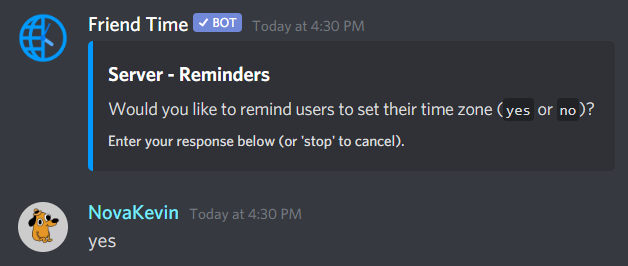 Friend Time ✓ BOT Today at 4:30 PM
Server - Reminders
Would you like to remind users to set their time zone (yes or no)?
Enter your response below (or 'stop' to cancel).
NovaKevin Today at 4:30 PM
yes